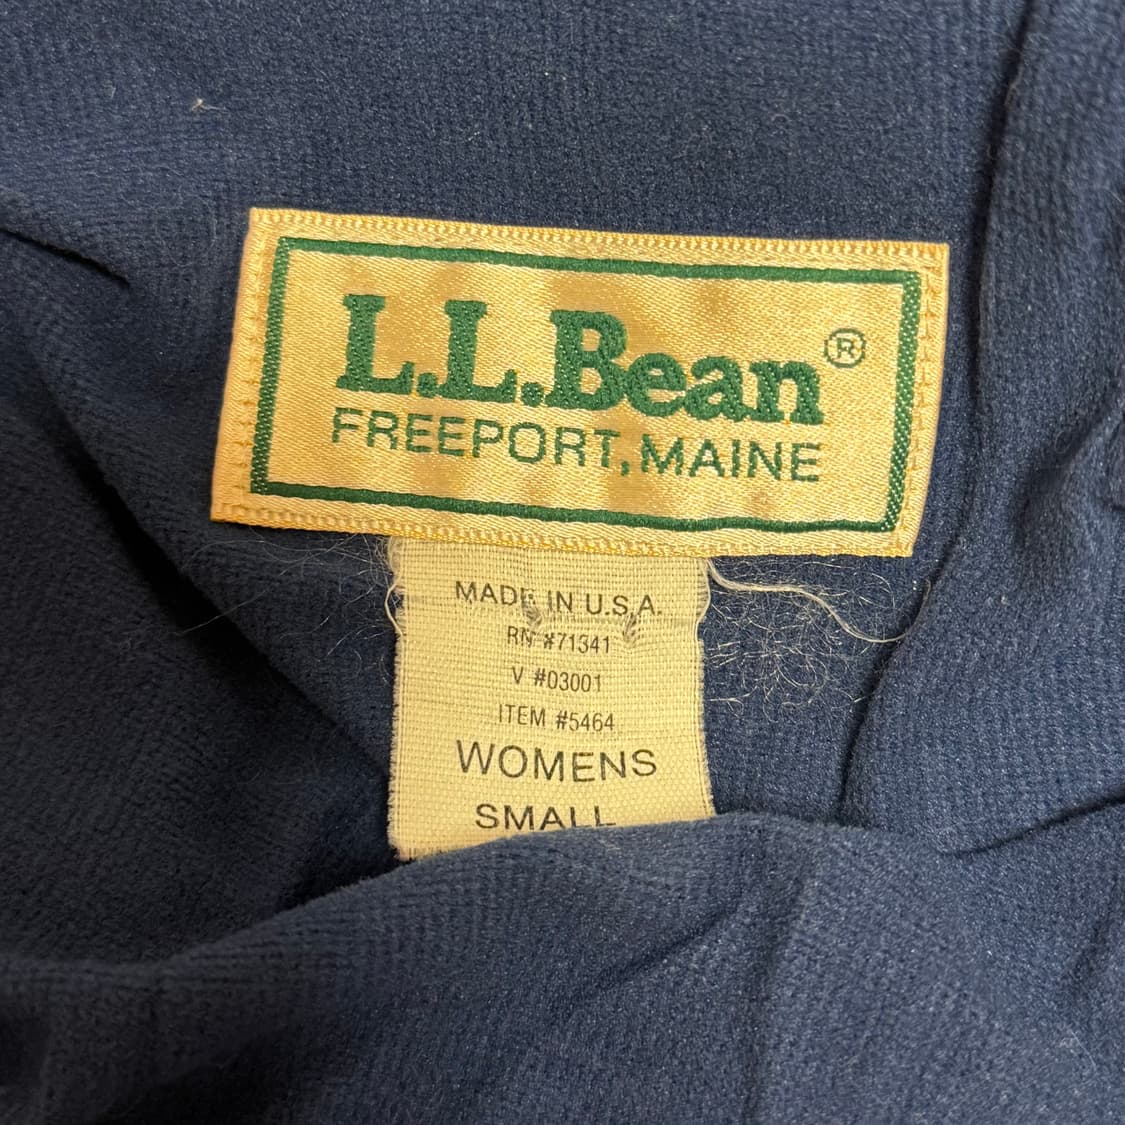 L.L.Bean®
FREEPORT, MAINE
MADE IN U.S.A.
RN #71341
V #03001
ITEM #5464
WOMENS
SMALL